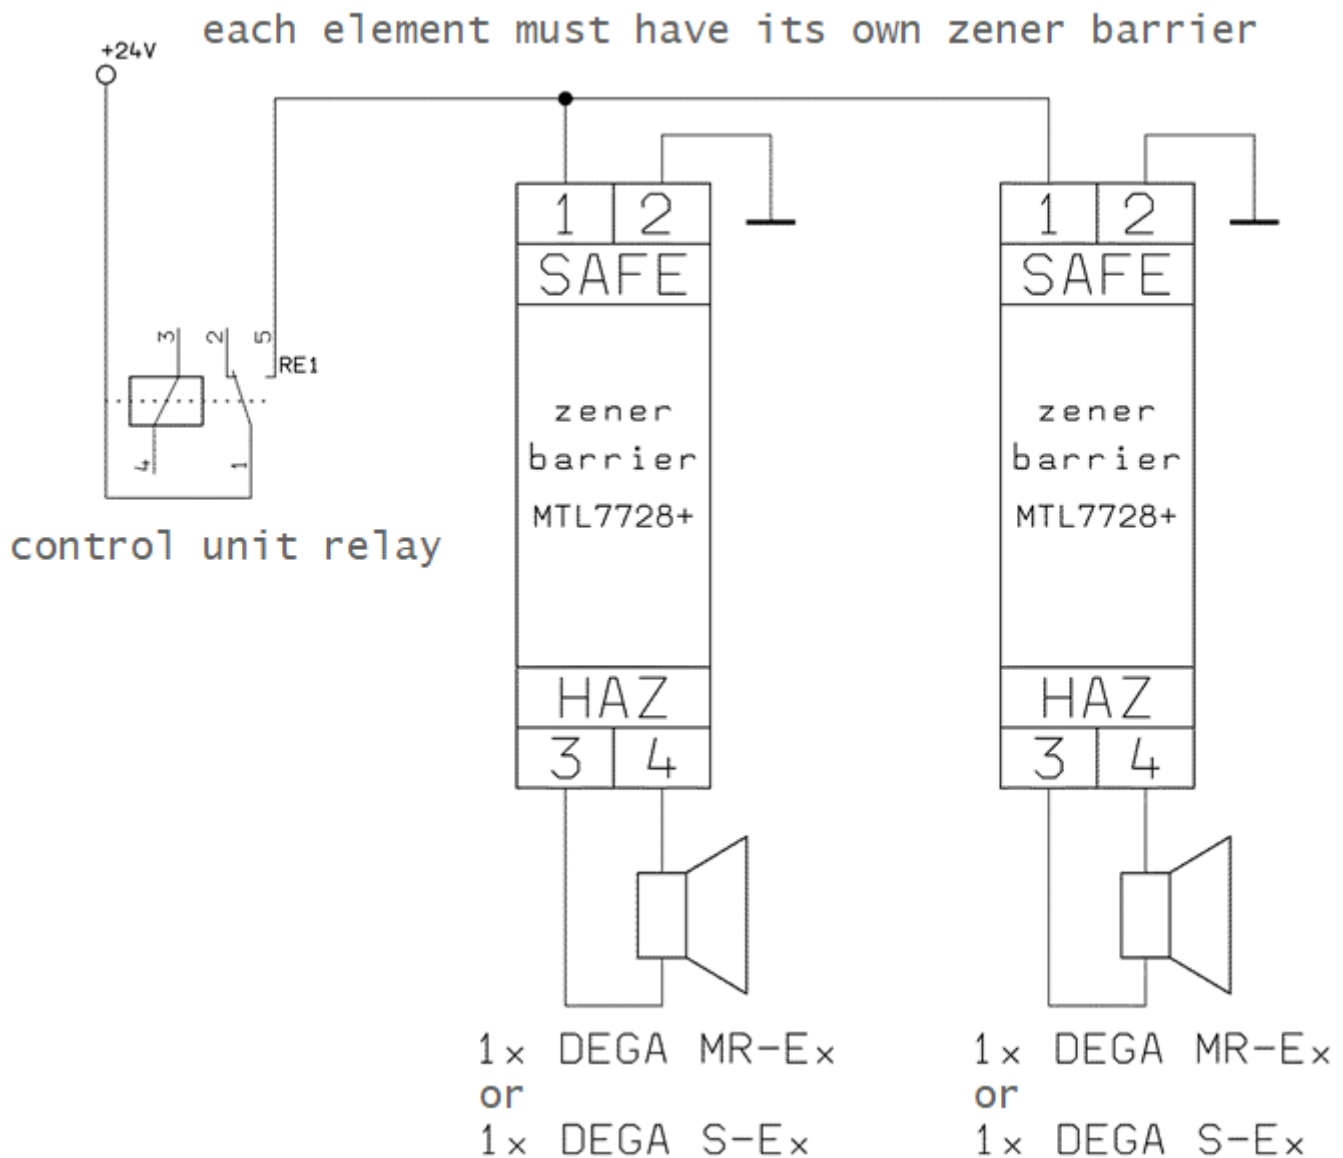 each element must have its own zener barrier
+24V
1 2
SAFE
zener
barrier
MTL7728+
HAZ
3 4
1 2
SAFE
zener
barrier
MTL7728+
HAZ
3 4
3 2 5
RE1
4 1
control unit relay
1x DEGA MR-Ex
or
1x DEGA S-Ex
1x DEGA MR-Ex
or
1x DEGA S-Ex